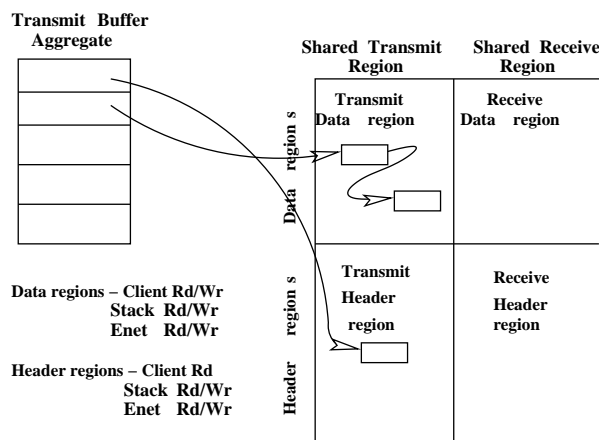 Transmit Buffer
Aggregate
Shared Transmit
Region
Shared Receive
Region
Transmit
Data region
Receive
Data region
Data region s
Transmit
Header
region
Receive
Header
region
Header region s
Data regions – Client Rd/Wr
Stack Rd/Wr
Enet Rd/Wr
Header regions – Client Rd
Stack Rd/Wr
Enet Rd/Wr